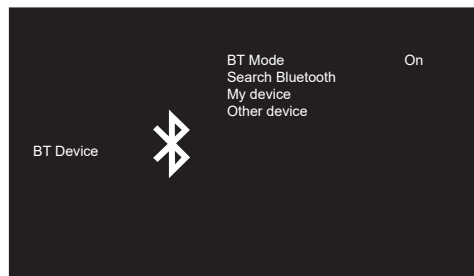 BT Mode On
Search Bluetooth
My device
Other device
BT Device